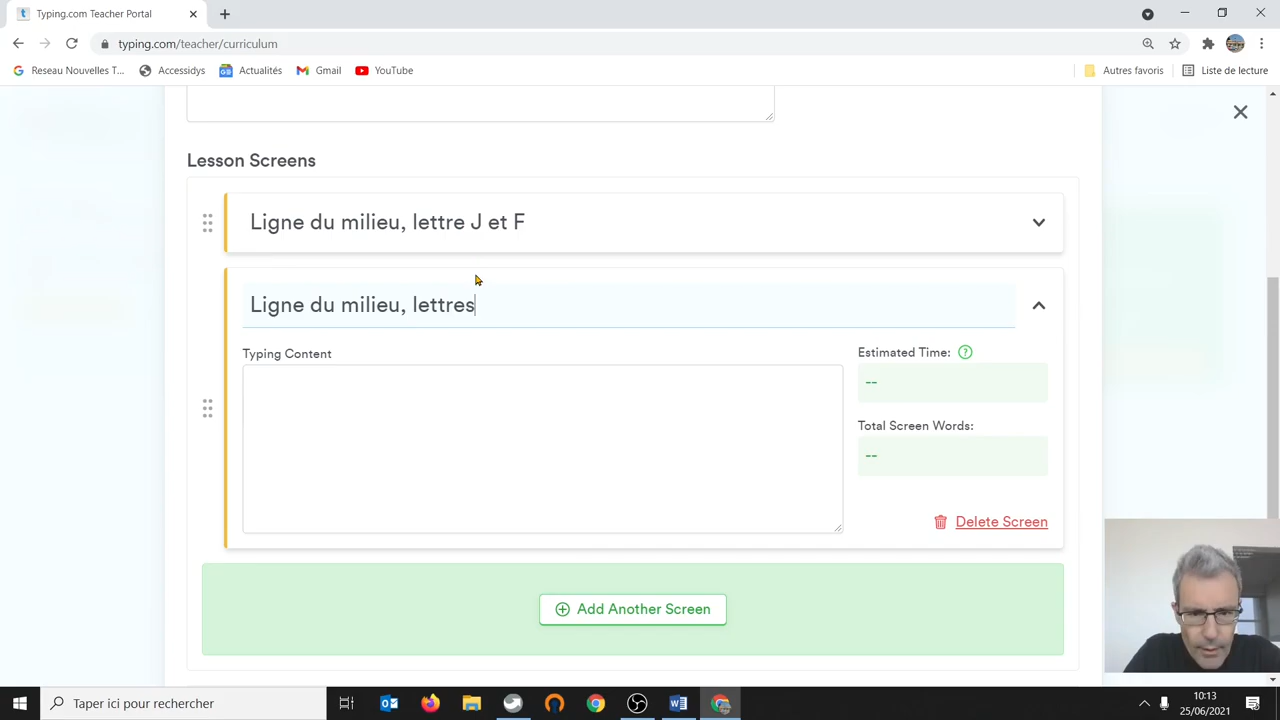 Typing.com Teacher Portal
typing.com/teacher/curriculum
Reseau Nouvelles T... Accessidys Actualités Gmail YouTube Autres favoris Liste de lecture
Lesson Screens
Ligne du milieu, lettre J et F
Ligne du milieu, lettres
Typing Content
Estimated Time: ?
--
Total Screen Words:
--
Delete Screen
Add Another Screen
Taper ici pour rechercher
10:13
25/06/2021